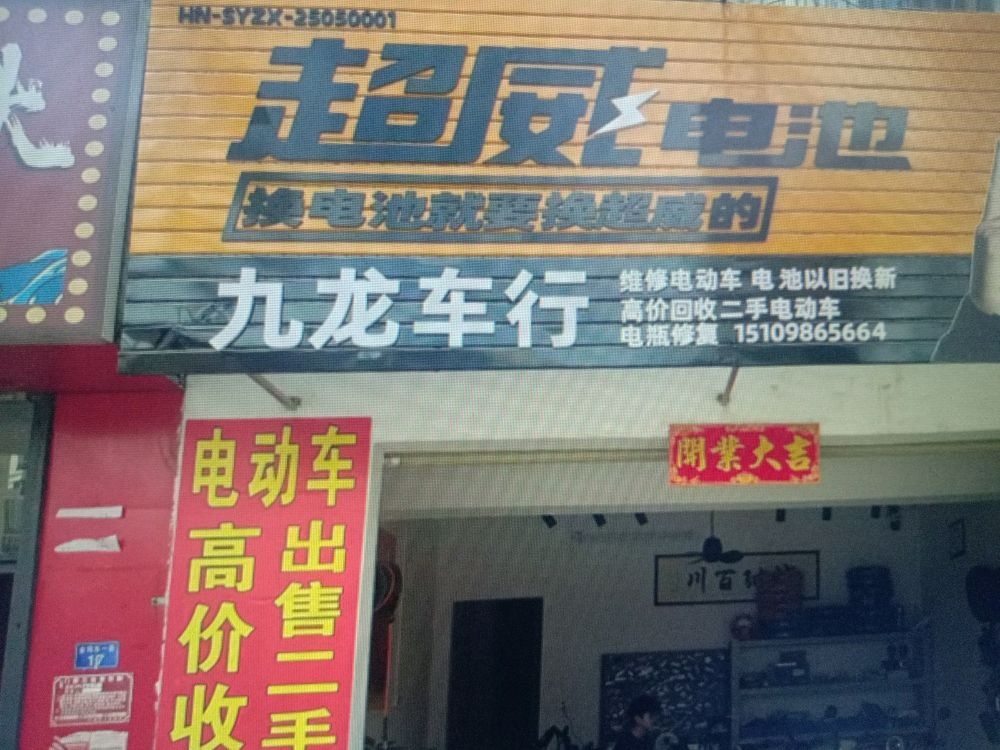 HN-SYZX-25050001
超威电池
换电池就要换超威的
九龙车行
维修电动车 电池以旧换新
高价回收二手电动车
电瓶修复 15109865664
開業大吉
电动车
高价收
出售二手
17